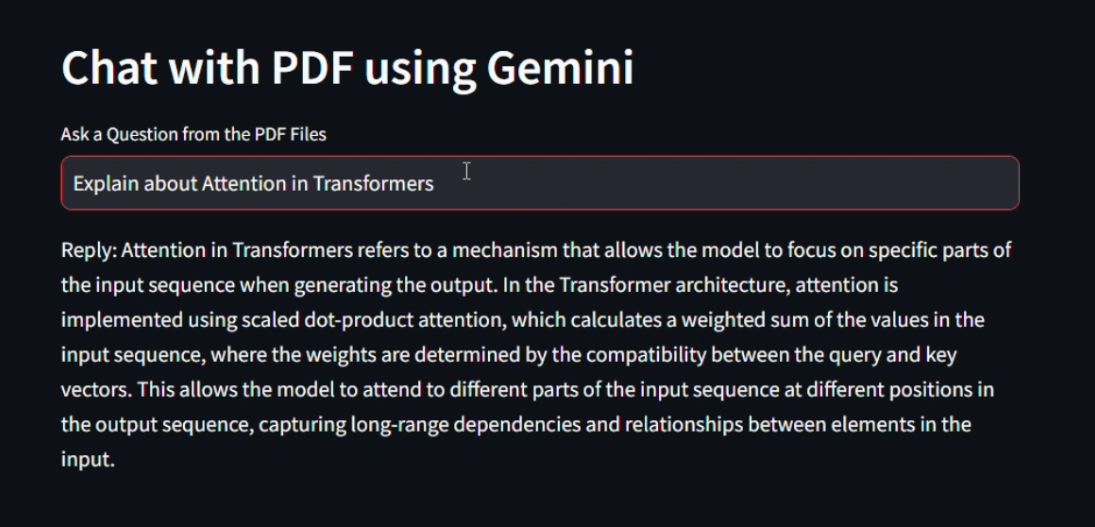 Chat with PDF using Gemini
Ask a Question from the PDF Files
Explain about Attention in Transformers
Reply: Attention in Transformers refers to a mechanism that allows the model to focus on specific parts of
the input sequence when generating the output. In the Transformer architecture, attention is
implemented using scaled dot-product attention, which calculates a weighted sum of the values in the
input sequence, where the weights are determined by the compatibility between the query and key
vectors. This allows the model to attend to different parts of the input sequence at different positions in
the output sequence, capturing long-range dependencies and relationships between elements in the
input.